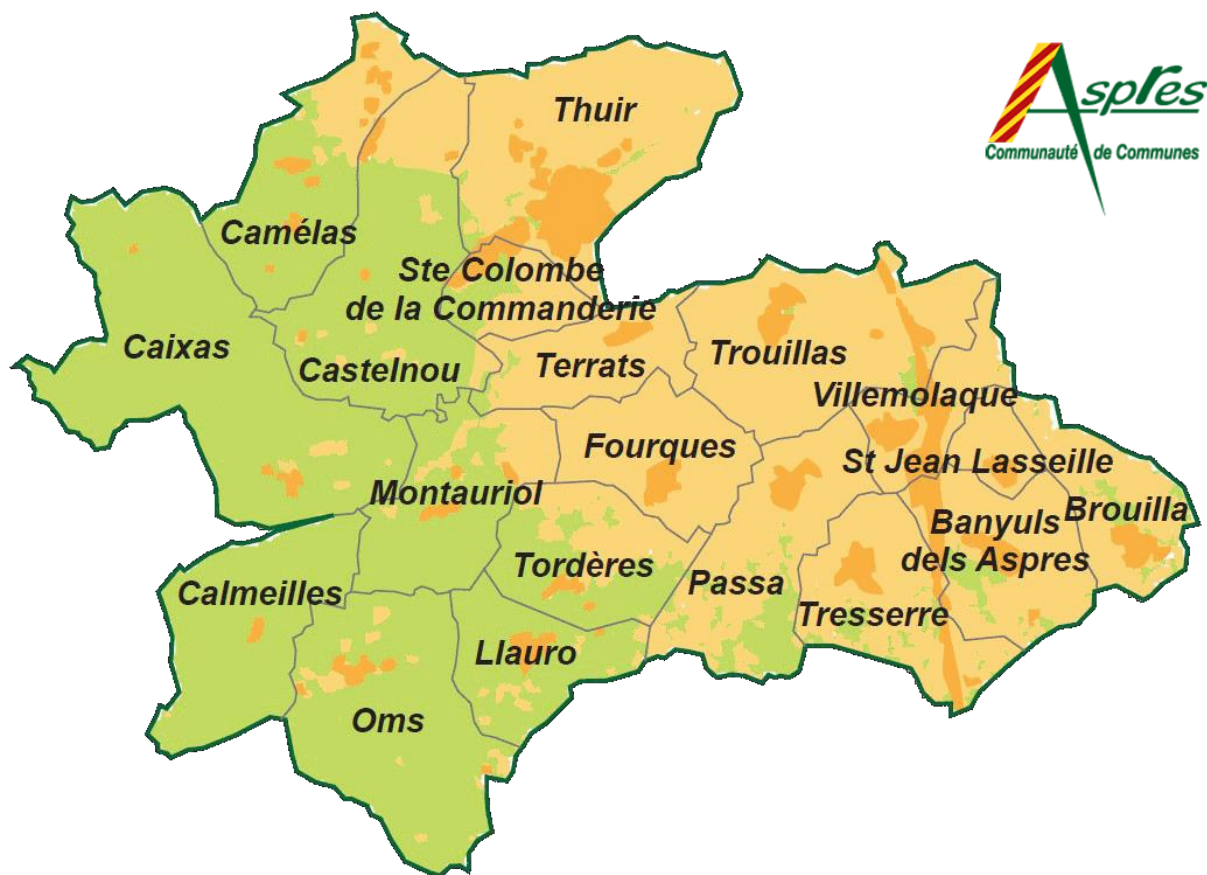 Aspres
Communauté de Communes
Thuir
Camélas
Ste Colombe
de la Commanderie
Caixas
Castelnou
Terrats
Trouillas
Villemolaque
Fourques
St Jean Lasseille
Montauriol
Banyuls
dels Aspres
Brouilla
Tordères
Passa
Calmeilles
Tresserre
Llauro
Oms